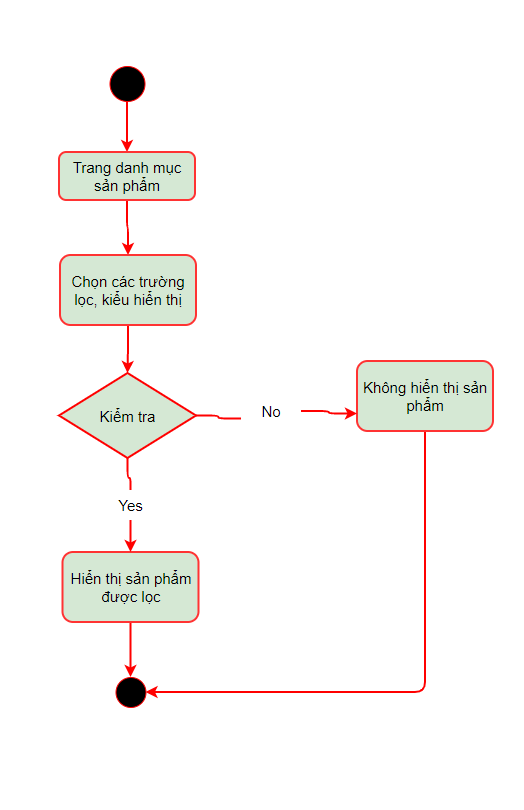 Trang danh mục
sản phẩm
Chọn các trường
lọc, kiểu hiển thị
Kiểm tra
No
Không hiển thị sản
phẩm
Yes
Hiển thị sản phẩm
được lọc